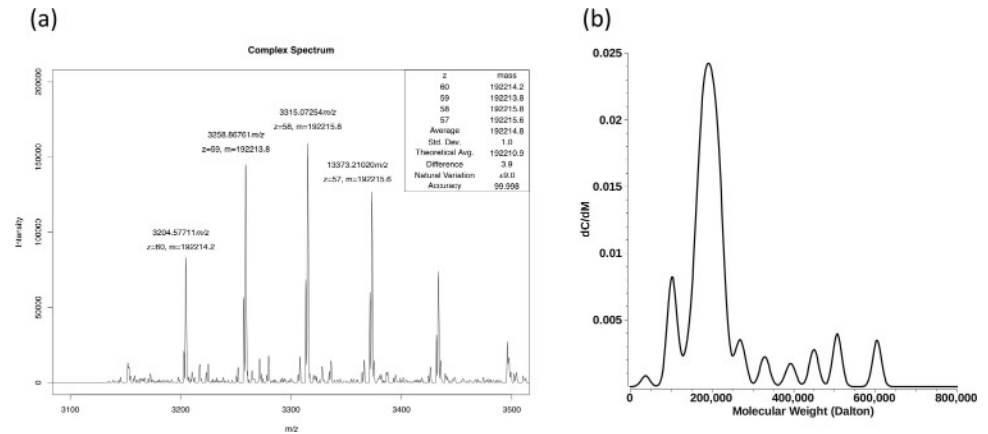 (a)
Complex Spectrum
200000
150000
100000
50000
0
Intensity
3100
3200
3300
3400
3500
m/z
3204.57711m/z
z=60, m=192214.2
3258.86761m/z
z=59, m=192213.8
3315.07254m/z
z=58, m=192215.8
13373.21020m/z
z=57, m=192215.6
z mass
60 192214.2
59 192213.8
58 192215.8
57 192215.6
Average 192214.8
Std. Dev. 1.0
Theoretical Avg. 192210.9
Difference 3.9
Natural Variation ±9.0
Accuracy 99.998
(b)
0.025
0.02
0.015
0.01
0.005
dC/dM
0
200,000
400,000
600,000
800,000
Molecular Weight (Dalton)